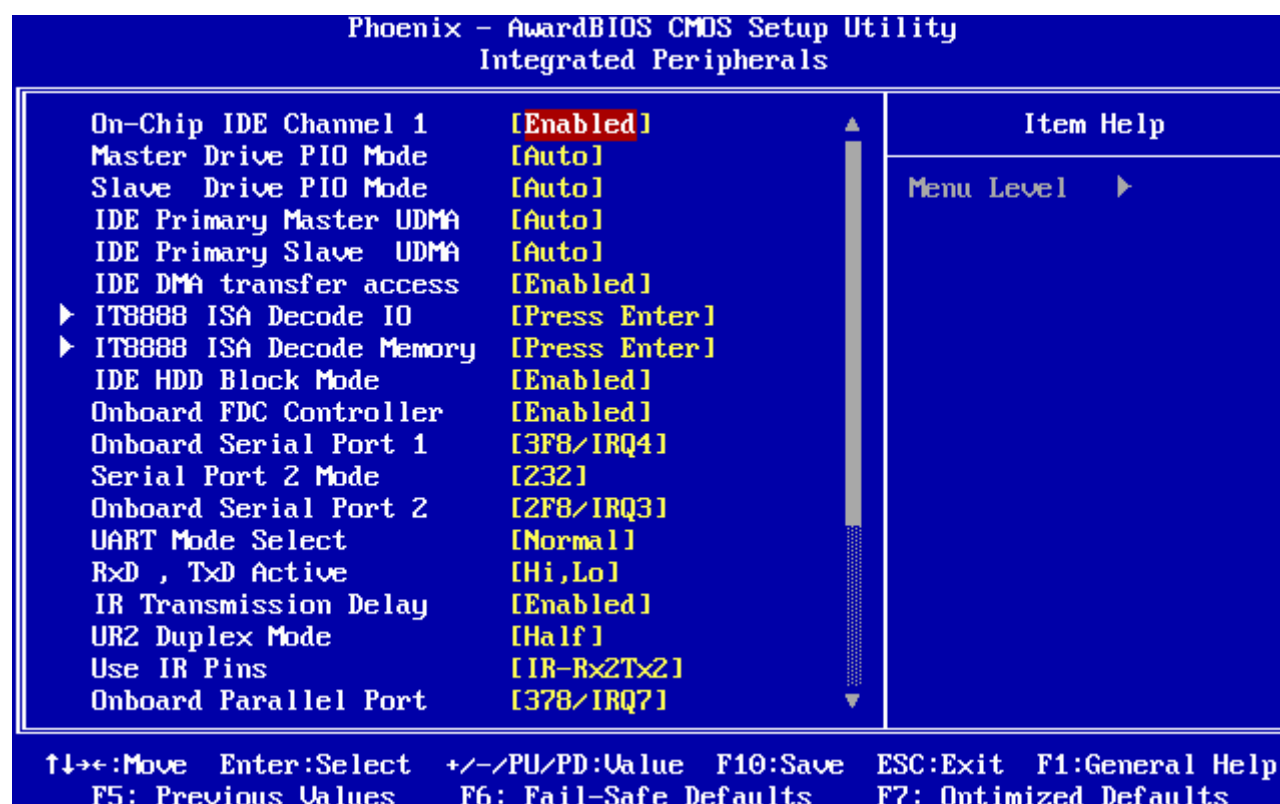 Phoenix - AwardBIOS CMOS Setup Utility
Integrated Peripherals
On-Chip IDE Channel 1 [Enabled]
Master Drive PIO Mode [Auto]
Slave Drive PIO Mode [Auto]
IDE Primary Master UDMA [Auto]
IDE Primary Slave UDMA [Auto]
IDE DMA transfer access [Enabled]
IT8888 ISA Decode IO [Press Enter]
IT8888 ISA Decode Memory [Press Enter]
IDE HDD Block Mode [Enabled]
Onboard FDC Controller [Enabled]
Onboard Serial Port 1 [3F8/IRQ4]
Serial Port 2 Mode [232]
Onboard Serial Port 2 [2F8/IRQ3]
UART Mode Select [Normal]
RxD , TxD Active [Hi,Lo]
IR Transmission Delay [Enabled]
UR2 Duplex Mode [Half]
Use IR Pins [IR-Rx2Tx2]
Onboard Parallel Port [378/IRQ7]
Item Help
Menu Level
↑↓→←:Move Enter:Select +/-/PU/PD:Value F10:Save ESC:Exit F1:General Help
F5: Previous Values F6: Fail-Safe Defaults F7: Optimized Defaults